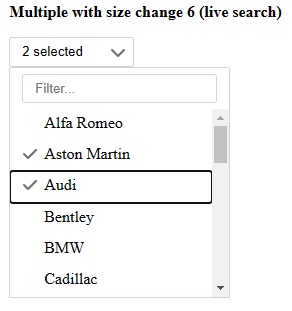 Multiple with size change 6 (live search)
2 selected
Filter...
Alfa Romeo
Aston Martin
Audi
Bentley
BMW
Cadillac